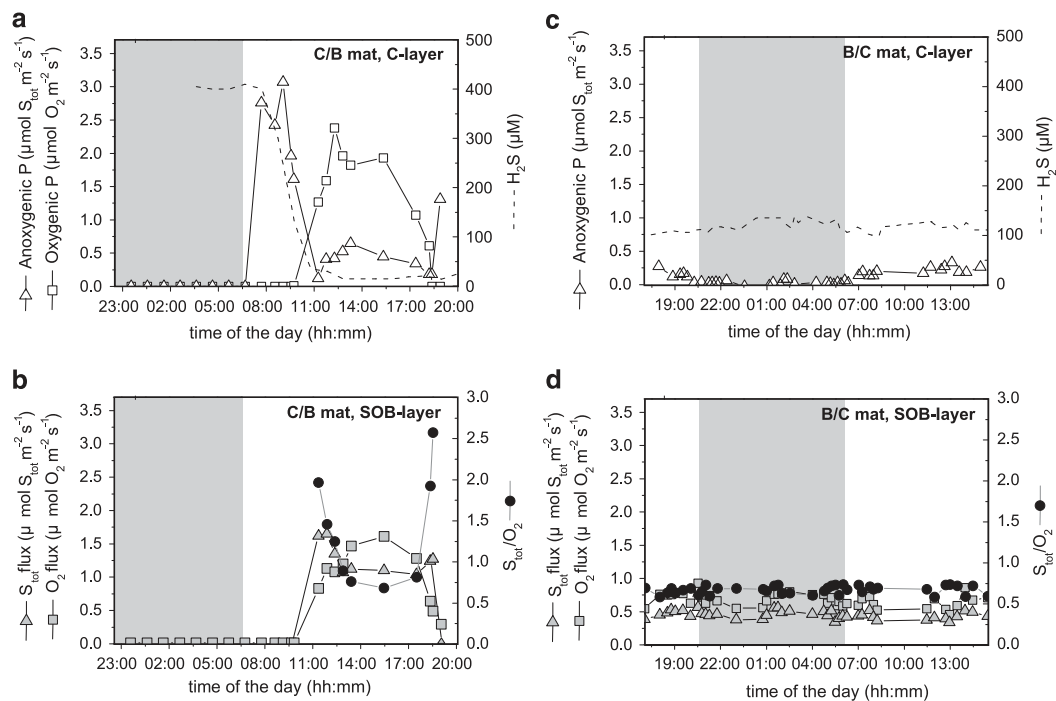 a
C/B mat, C-layer
Anoxygenic P (µmol S_tot m⁻² s⁻¹)
Oxygenic P (µmol O₂ m⁻² s⁻¹)
3.5
3.0
2.5
2.0
1.5
1.0
0.5
0.0
500
400
300
200
100
0
H₂S (µM)
23:00 02:00 05:00 08:00 11:00 14:00 17:00 20:00
time of the day (hh:mm)
b
C/B mat, SOB-layer
S_tot flux (µ mol S_tot m⁻² s⁻¹)
O₂ flux (µ mol O₂ m⁻² s⁻¹)
3.5
3.0
2.5
2.0
1.5
1.0
0.5
0.0
3.0
2.5
2.0
1.5
1.0
0.5
0.0
S_tot/O₂
23:00 02:00 05:00 08:00 11:00 14:00 17:00 20:00
time of the day (hh:mm)
c
B/C mat, C-layer
Anoxygenic P (µmol S_tot m⁻² s⁻¹)
3.5
3.0
2.5
2.0
1.5
1.0
0.5
0.0
500
400
300
200
100
0
H₂S (µM)
19:00 22:00 01:00 04:00 07:00 10:00 13:00
time of the day (hh:mm)
d
B/C mat, SOB-layer
S_tot flux (µ mol S_tot m⁻² s⁻¹)
O₂ flux (µ mol O₂ m⁻² s⁻¹)
3.5
3.0
2.5
2.0
1.5
1.0
0.5
0.0
3.0
2.5
2.0
1.5
1.0
0.5
0.0
S_tot/O₂
19:00 22:00 01:00 04:00 07:00 10:00 13:00
time of the day (hh:mm)